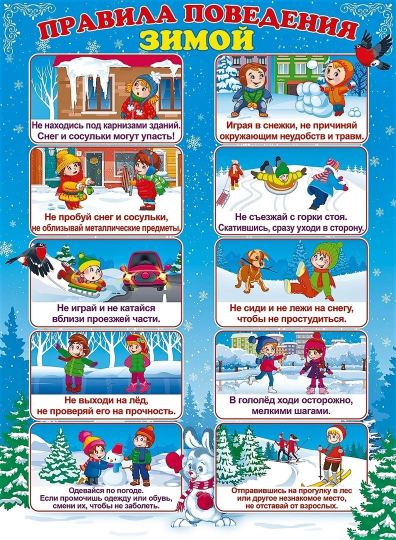 ПРАВИЛА ПОВЕДЕНИЯ
ЗИМОЙ
Не находись под карнизами зданий.
Снег и сосульки могут упасть!
Играя в снежки, не причиняй
окружающим неудобств и травм.
Не пробуй снег и сосульки,
не облизывай металлические предметы.
Не съезжай с горки стоя.
Скатившись, сразу уходи в сторону.
Не играй и не катайся
вблизи проезжей части.
Не сиди и не лежи на снегу,
чтобы не простудиться.
Не выходи на лёд,
не проверяй его на прочность.
В гололёд ходи осторожно,
мелкими шагами.
Одевайся по погоде.
Если промочишь одежду или обувь,
смени их, чтобы не заболеть.
Отправившись на прогулку в лес
или другое незнакомое место,
не отставай от взрослых.